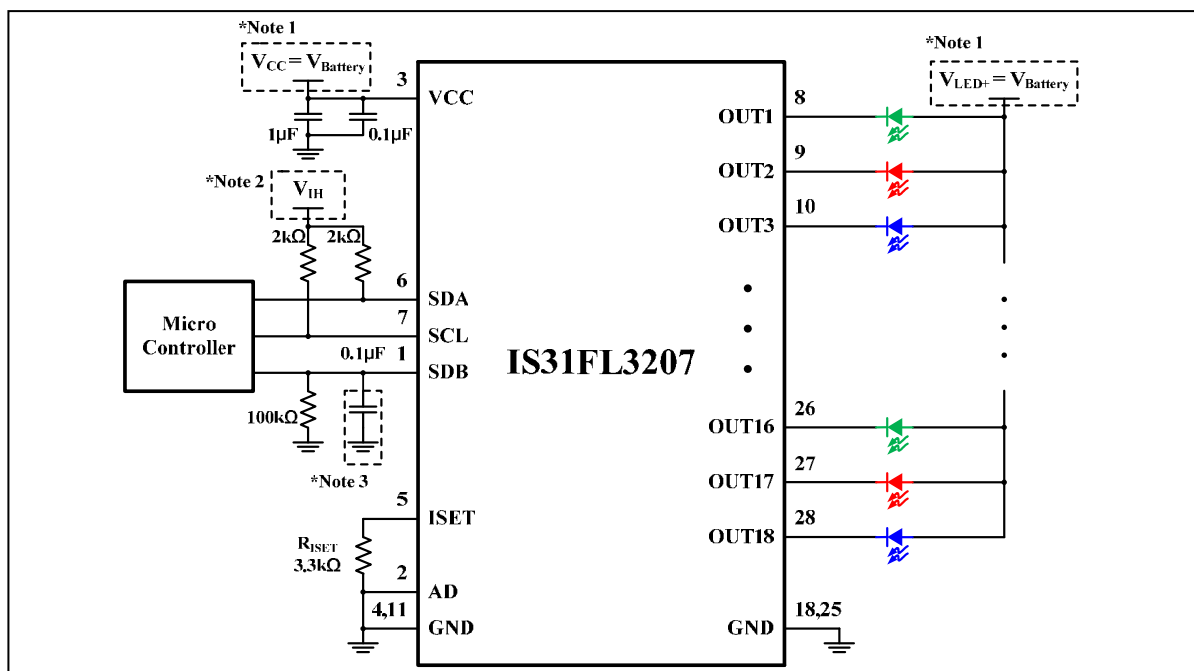 *Note 1
VCC = VBattery
3
VCC
1µF
0.1µF
*Note 2
VIH
2kΩ
2kΩ
Micro
Controller
6
SDA
7
SCL
0.1µF
1
SDB
100kΩ
*Note 3
5
ISET
RISET
3.3kΩ
2
AD
4,11
GND
IS31FL3207
*Note 1
VLED+ = VBattery
8
OUT1
9
OUT2
10
OUT3
26
OUT16
27
OUT17
28
OUT18
18,25
GND